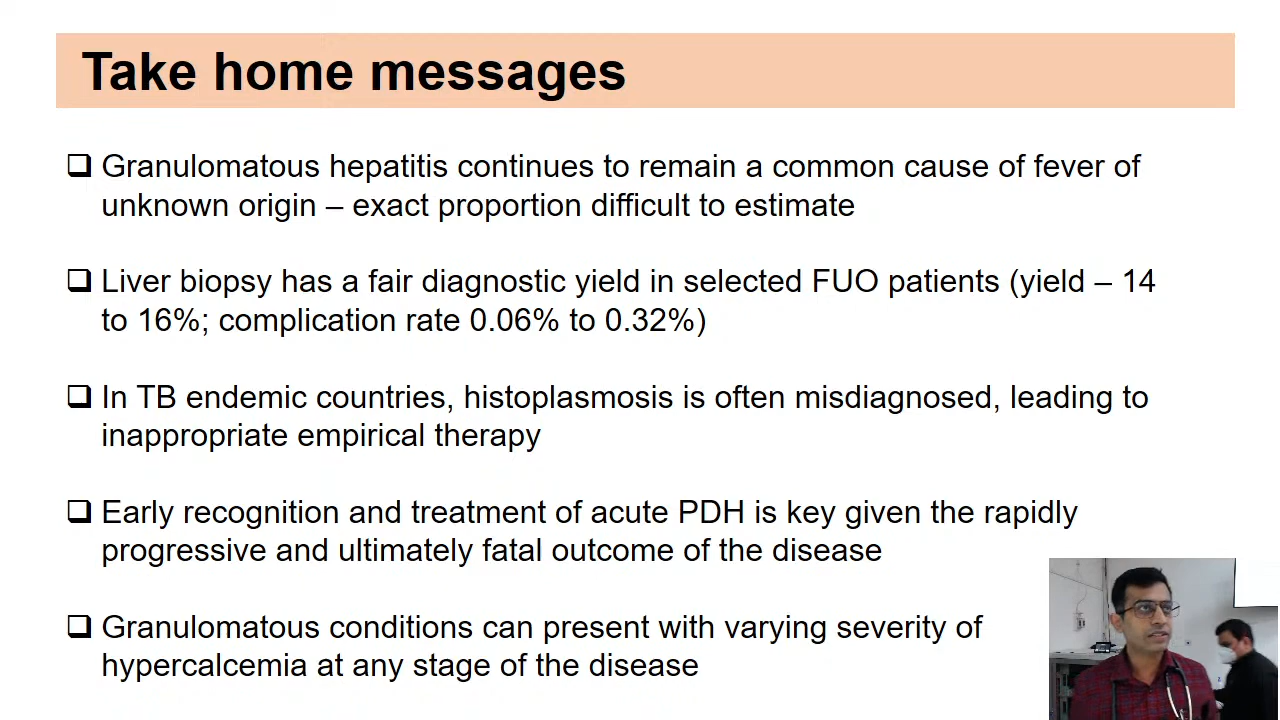 Take home messages
Granulomatous hepatitis continues to remain a common cause of fever of
unknown origin – exact proportion difficult to estimate
Liver biopsy has a fair diagnostic yield in selected FUO patients (yield – 14
to 16%; complication rate 0.06% to 0.32%)
In TB endemic countries, histoplasmosis is often misdiagnosed, leading to
inappropriate empirical therapy
Early recognition and treatment of acute PDH is key given the rapidly
progressive and ultimately fatal outcome of the disease
Granulomatous conditions can present with varying severity of
hypercalcemia at any stage of the disease